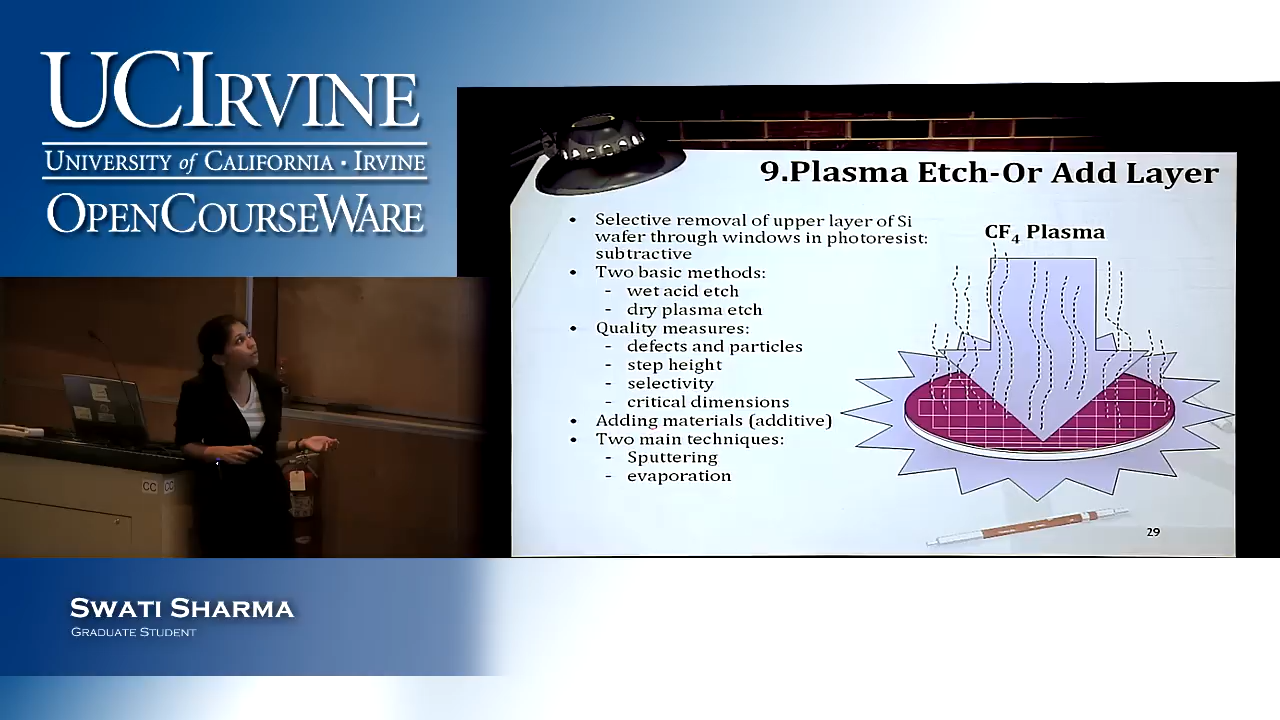 UCIRVINE
UNIVERSITY of CALIFORNIA · IRVINE
OPENCOURSEWARE
9.Plasma Etch-Or Add Layer
• Selective removal of upper layer of Si
wafer through windows in photoresist:
subtractive
• Two basic methods:
- wet acid etch
- dry plasma etch
• Quality measures:
- defects and particles
- step height
- selectivity
- critical dimensions
• Adding materials (additive)
• Two main techniques:
- Sputtering
- evaporation
CF4 Plasma
29
CC CC
SWATI SHARMA
GRADUATE STUDENT